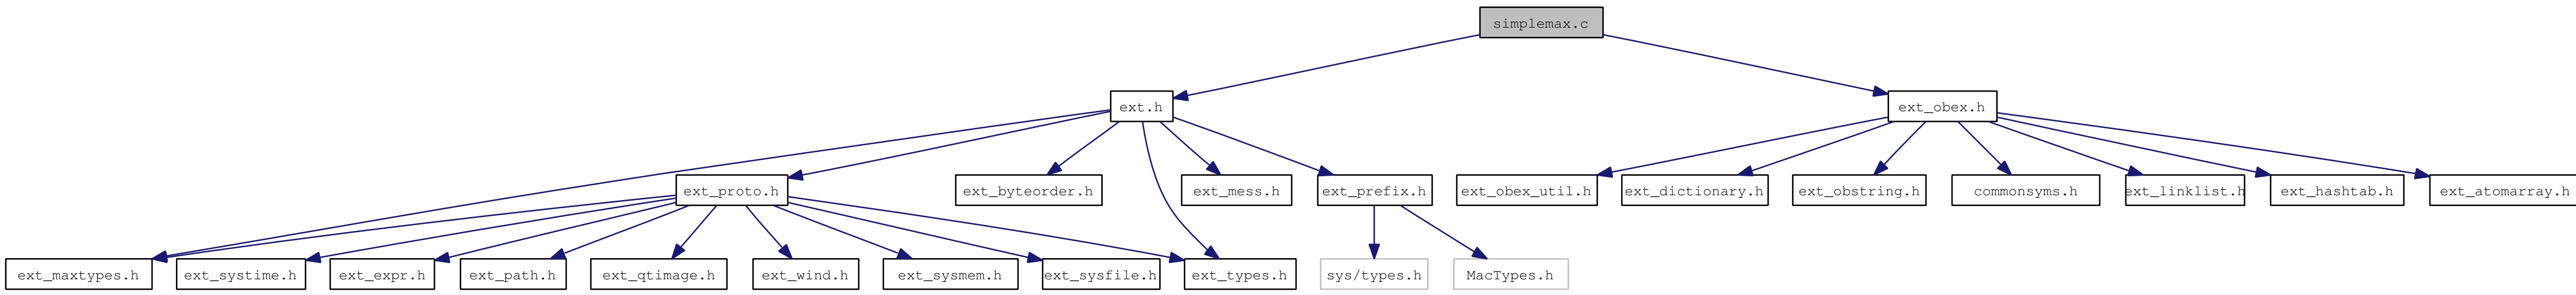 simplemax.c
ext.h
ext_obex.h
ext_proto.h
ext_byteorder.h
ext_mess.h
ext_prefix.h
ext_obex_util.h
ext_dictionary.h
ext_obstring.h
commonsyms.h
ext_linklist.h
ext_hashtab.h
ext_atomarray.h
ext_maxtypes.h
ext_systime.h
ext_expr.h
ext_path.h
ext_qtimage.h
ext_wind.h
ext_sysmem.h
ext_sysfile.h
ext_types.h
sys/types.h
MacTypes.h